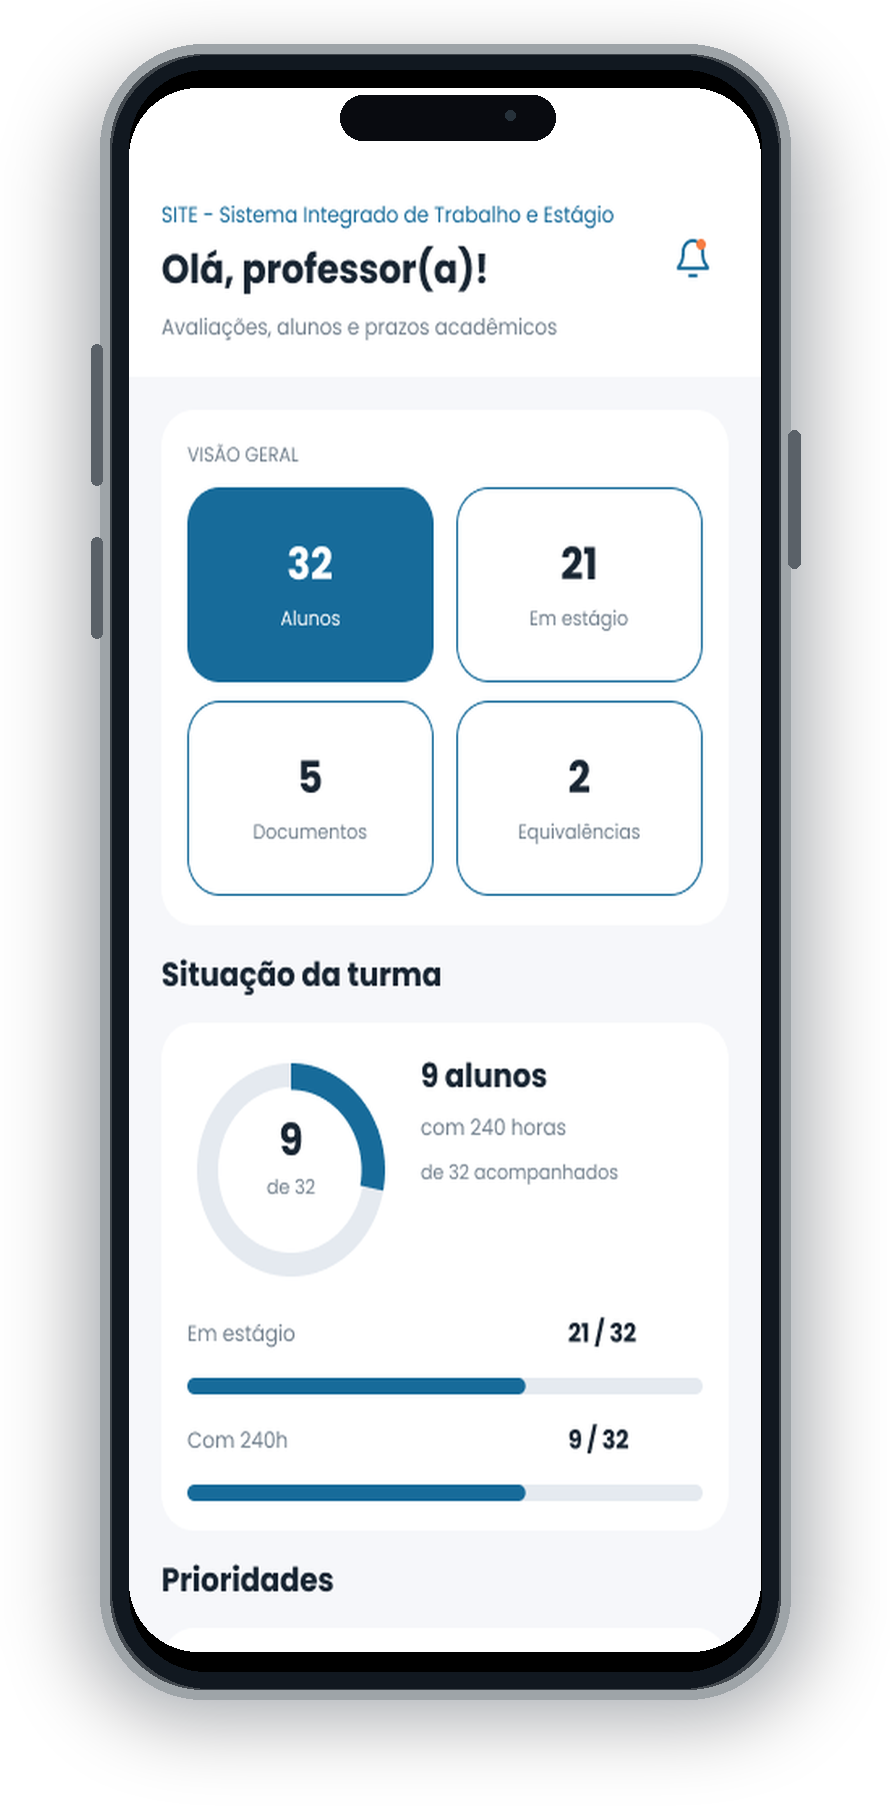 SITE - Sistema Integrado de Trabalho e Estágio
Olá, professor(a)!
Avaliações, alunos e prazos acadêmicos
VISÃO GERAL
32
Alunos
21
Em estágio
5
Documentos
2
Equivalências
Situação da turma
9
de 32
9 alunos
com 240 horas
de 32 acompanhados
Em estágio 21 / 32
Com 240h 9 / 32
Prioridades